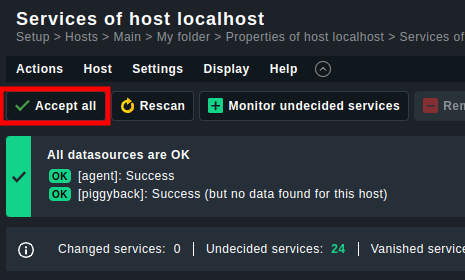 Services of host localhost
Setup > Hosts > Main > My folder > Properties of host localhost > Services of
Actions Host Settings Display Help
Accept all Rescan Monitor undecided services
All datasources are OK
OK [agent]: Success
OK [piggyback]: Success (but no data found for this host)
Changed services: 0 Undecided services: 24 Vanished service